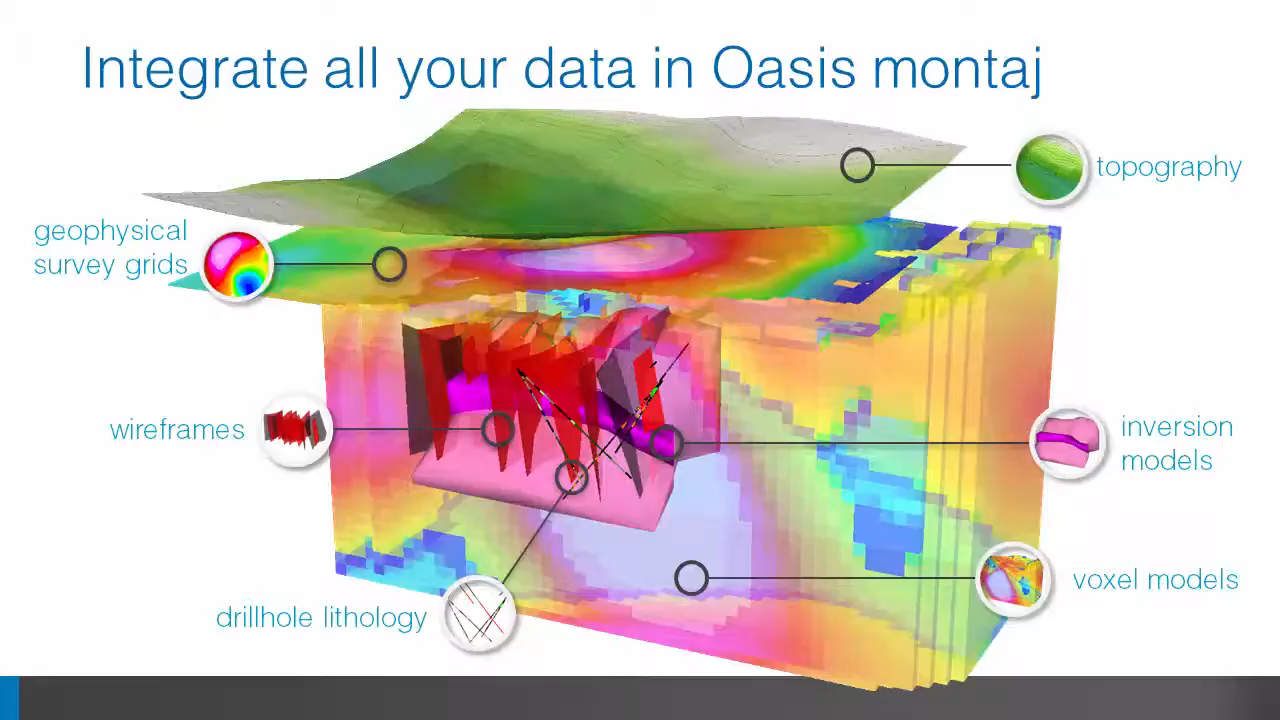 Integrate all your data in Oasis montaj
topography
geophysical
survey grids
wireframes
inversion
models
voxel models
drillhole lithology